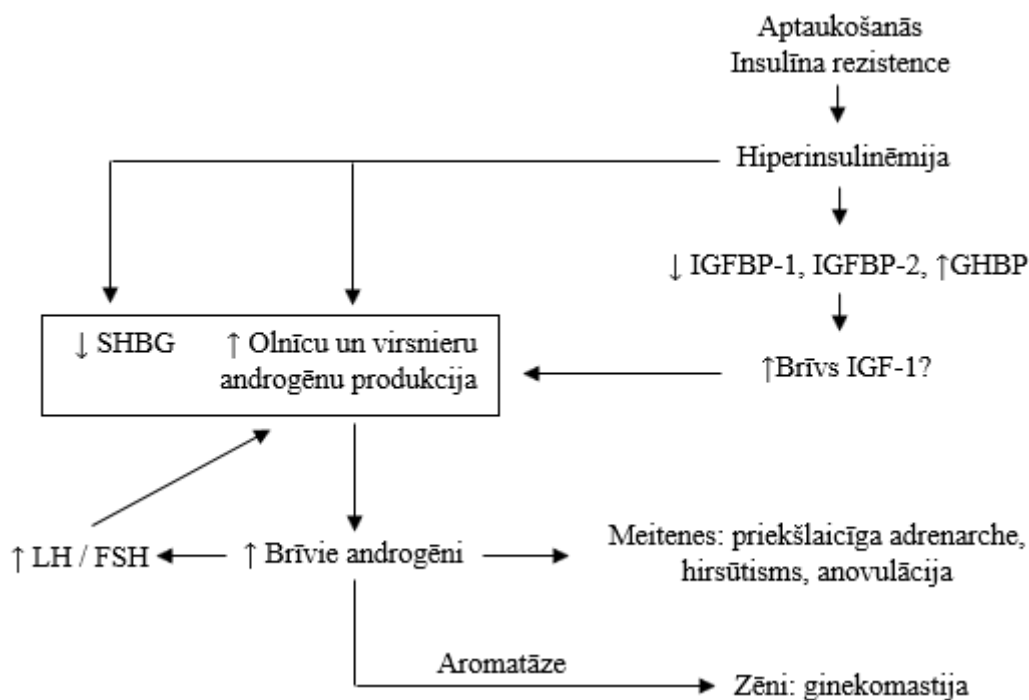 Aptaukošanās
Insulīna rezistence
Hiperinsulinēmija
↓ IGFBP-1, IGFBP-2, ↑GHBP
↓ SHBG
↑ Olnīcu un virsnieru
androgēnu produkcija
↑Brīvs IGF-1?
↑ LH / FSH
↑ Brīvie androgēni
Meitenes: priekšlaicīga adrenarche,
hirsūtisms, anovulācija
Aromatāze
Zēni: ginekomastija